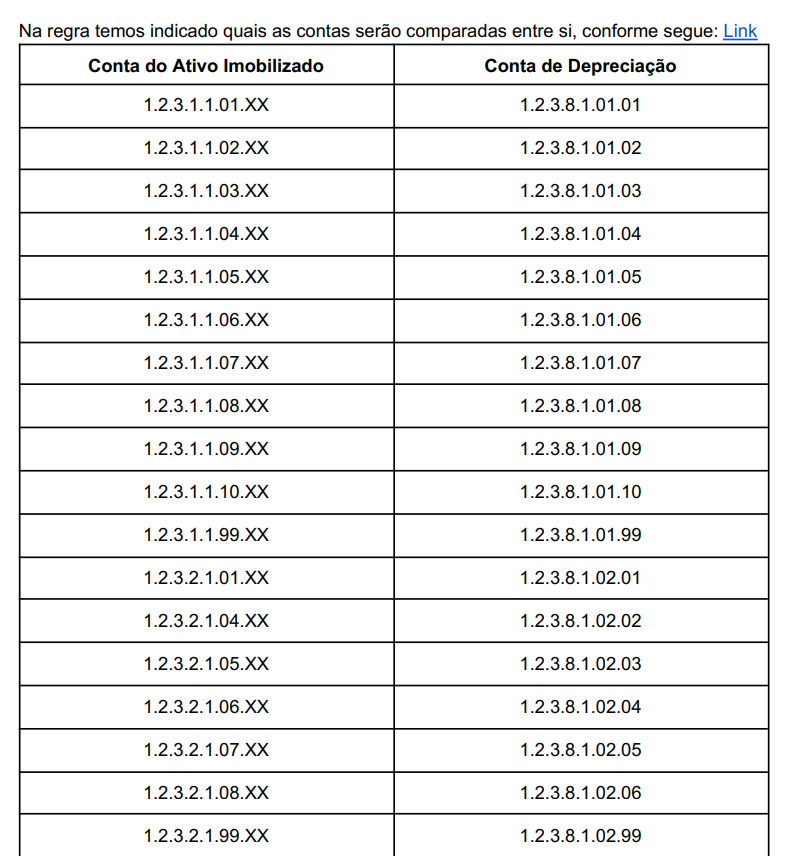 Na regra temos indicado quais as contas serão comparadas entre si, conforme segue: Link
Conta do Ativo Imobilizado Conta de Depreciação
1.2.3.1.1.01.XX 1.2.3.8.1.01.01
1.2.3.1.1.02.XX 1.2.3.8.1.01.02
1.2.3.1.1.03.XX 1.2.3.8.1.01.03
1.2.3.1.1.04.XX 1.2.3.8.1.01.04
1.2.3.1.1.05.XX 1.2.3.8.1.01.05
1.2.3.1.1.06.XX 1.2.3.8.1.01.06
1.2.3.1.1.07.XX 1.2.3.8.1.01.07
1.2.3.1.1.08.XX 1.2.3.8.1.01.08
1.2.3.1.1.09.XX 1.2.3.8.1.01.09
1.2.3.1.1.10.XX 1.2.3.8.1.01.10
1.2.3.1.1.99.XX 1.2.3.8.1.01.99
1.2.3.2.1.01.XX 1.2.3.8.1.02.01
1.2.3.2.1.04.XX 1.2.3.8.1.02.02
1.2.3.2.1.05.XX 1.2.3.8.1.02.03
1.2.3.2.1.06.XX 1.2.3.8.1.02.04
1.2.3.2.1.07.XX 1.2.3.8.1.02.05
1.2.3.2.1.08.XX 1.2.3.8.1.02.06
1.2.3.2.1.99.XX 1.2.3.8.1.02.99